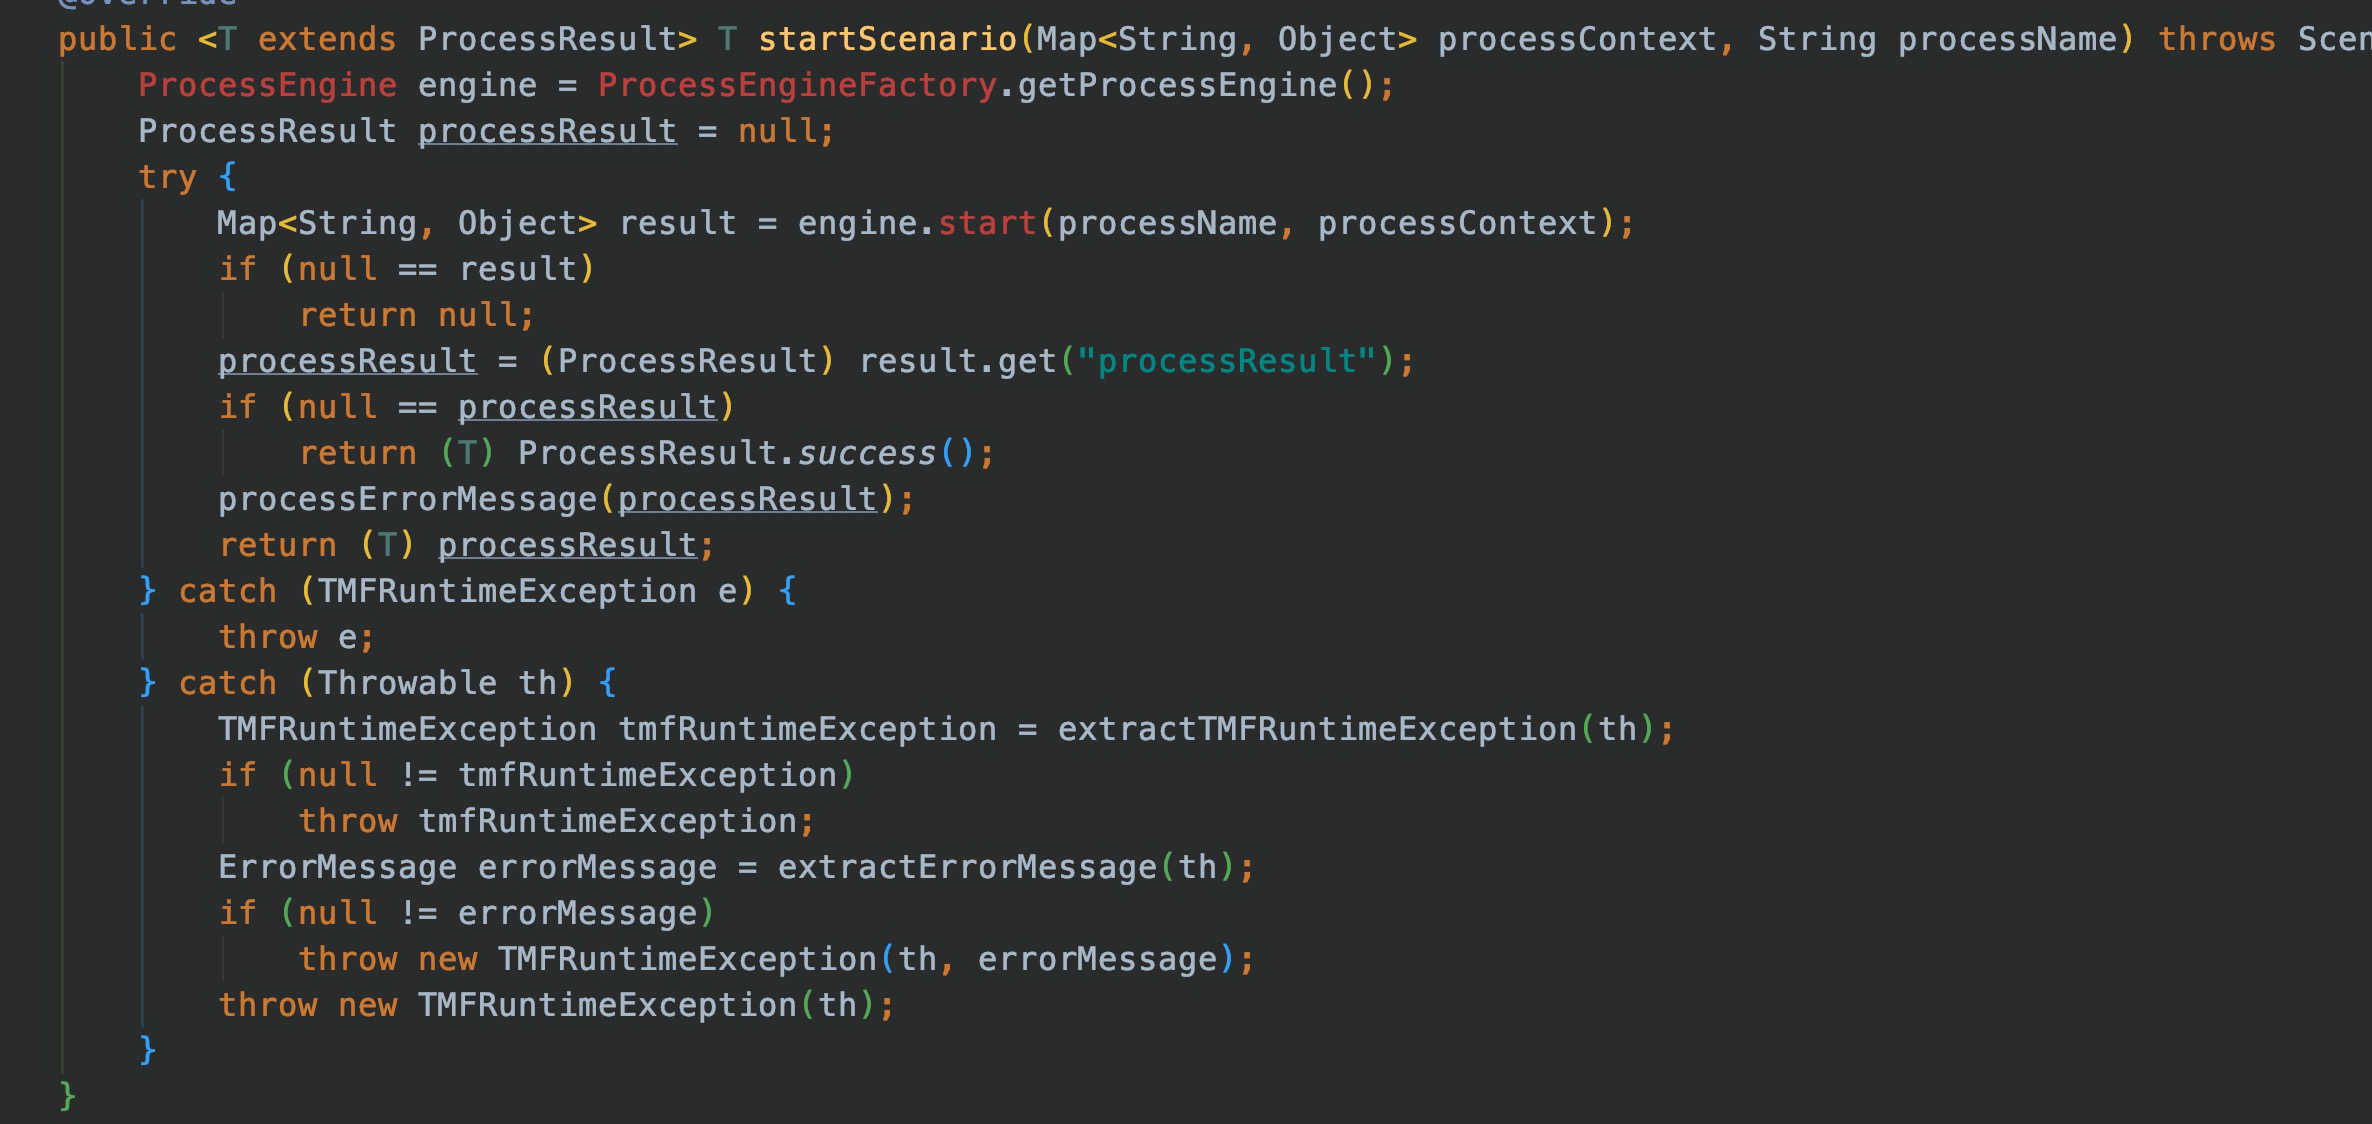 @Override
public <T extends ProcessResult> T startScenario(Map<String, Object> processContext, String processName) throws Scen
ProcessEngine engine = ProcessEngineFactory.getProcessEngine();
ProcessResult processResult = null;
try {
Map<String, Object> result = engine.start(processName, processContext);
if (null == result)
return null;
processResult = (ProcessResult) result.get("processResult");
if (null == processResult)
return (T) ProcessResult.success();
processErrorMessage(processResult);
return (T) processResult;
} catch (TMFRuntimeException e) {
throw e;
} catch (Throwable th) {
TMFRuntimeException tmfRuntimeException = extractTMFRuntimeException(th);
if (null != tmfRuntimeException)
throw tmfRuntimeException;
ErrorMessage errorMessage = extractErrorMessage(th);
if (null != errorMessage)
throw new TMFRuntimeException(th, errorMessage);
throw new TMFRuntimeException(th);
}
}